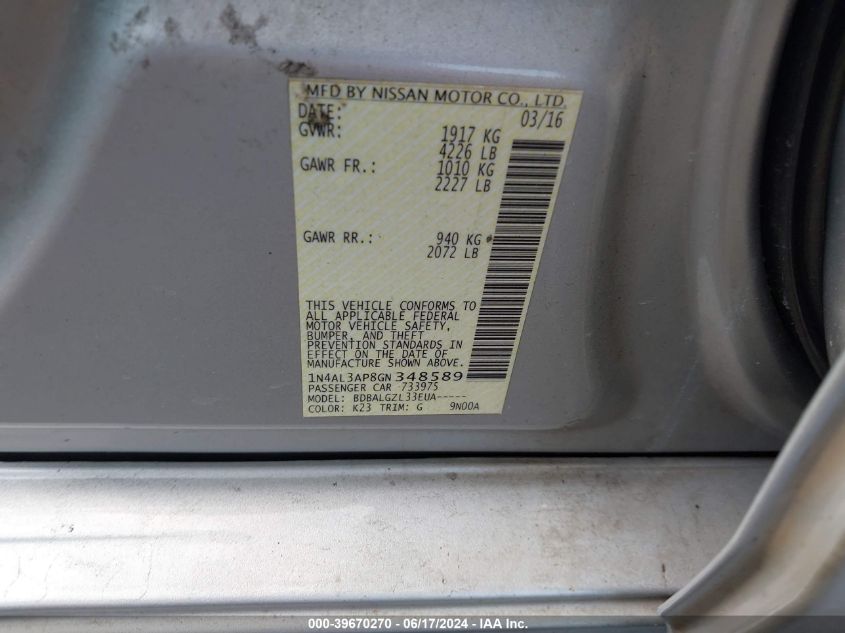 MFD BY NISSAN MOTOR CO., LTD.
DATE: 03/16
GVWR: 1917 KG
4226 LB
GAWR FR.: 1010 KG
2227 LB
GAWR RR.: 940 KG
2072 LB
THIS VEHICLE CONFORMS TO
ALL APPLICABLE FEDERAL
MOTOR VEHICLE SAFETY,
BUMPER, AND THEFT
PREVENTION STANDARDS IN
EFFECT ON THE DATE OF
MANUFACTURE SHOWN ABOVE.
1N4AL3AP8GN348589
PASSENGER CAR 733975
MODEL: BDBALGZL33EUA-----
COLOR: K23 TRIM: G 9N00A
000-39670270 - 06/17/2024 - IAA Inc.